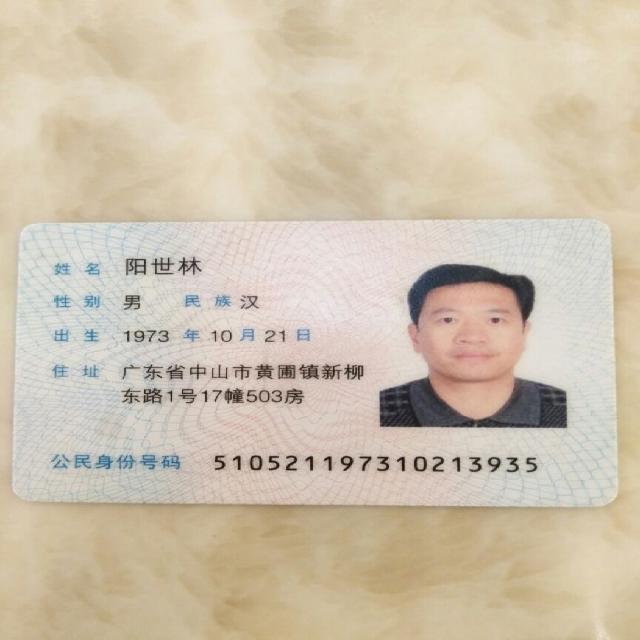 姓名 阳世林
性别 男 民族 汉
出生 1973 年 10 月 21 日
住址 广东省中山市黄圃镇新柳
东路1号17幢503房
公民身份号码 510521197310213935